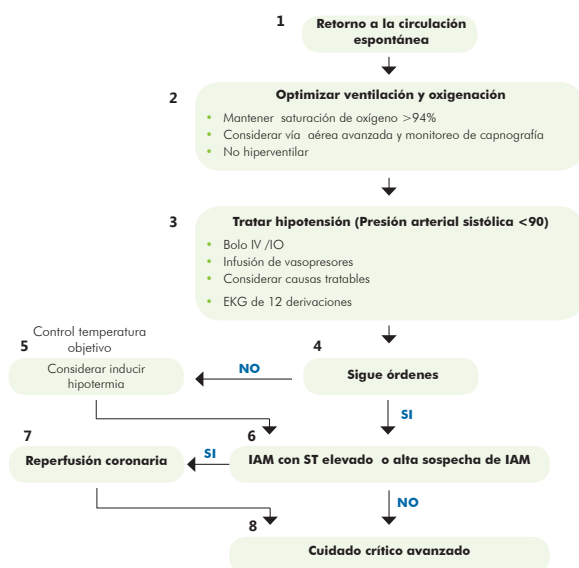 1
Retorno a la circulación
espontánea
2
Optimizar ventilación y oxigenación
• Mantener saturación de oxígeno >94%
• Considerar vía aérea avanzada y monitoreo de capnografía
• No hiperventilar
3
Tratar hipotensión (Presión arterial sistólica <90)
• Bolo IV /IO
• Infusión de vasopresores
• Considerar causas tratables
• EKG de 12 derivaciones
Control temperatura
objetivo
5
Considerar inducir
hipotermia
NO
4
Sigue órdenes
SI
7
Reperfusión coronaria
SI
6
IAM con ST elevado o alta sospecha de IAM
NO
8
Cuidado crítico avanzado